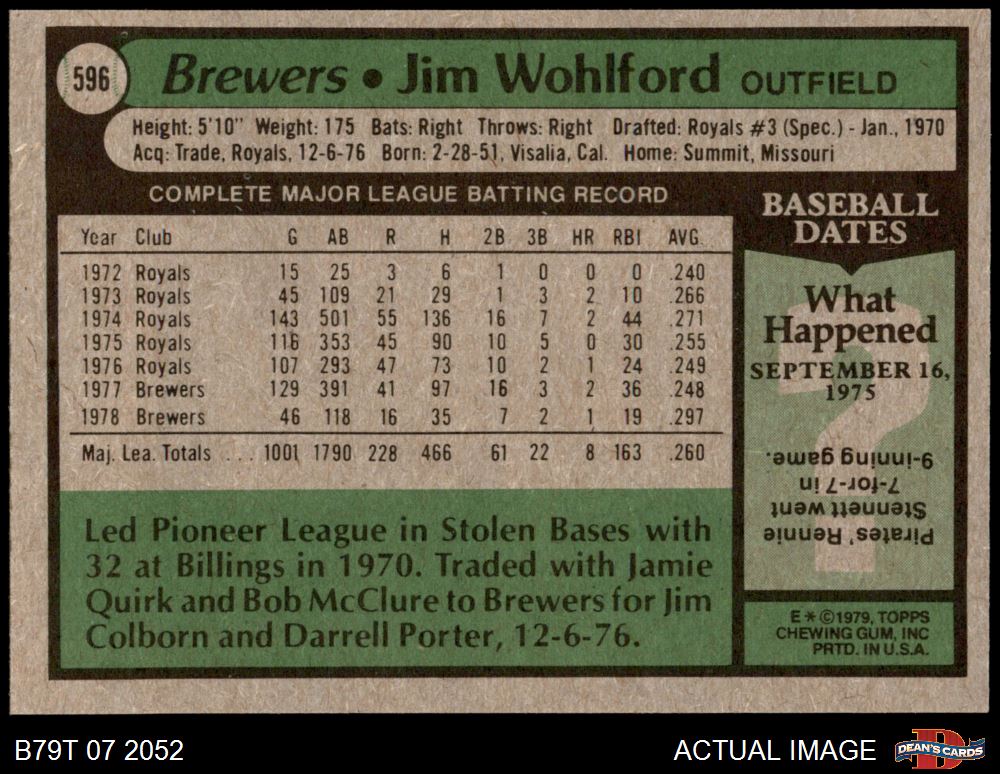 596
Brewers • Jim Wohlford OUTFIELD
Height: 5'10" Weight: 175 Bats: Right Throws: Right Drafted: Royals #3 (Spec.) - Jan., 1970
Acq: Trade, Royals, 12-6-76 Born: 2-28-51, Visalia, Cal. Home: Summit, Missouri
COMPLETE MAJOR LEAGUE BATTING RECORD
Year Club G AB R H 2B 3B HR RBI AVG.
1972 Royals 15 25 3 6 1 0 0 0 .240
1973 Royals 45 109 21 29 1 3 2 10 .266
1974 Royals 143 501 55 136 16 7 2 44 .271
1975 Royals 116 353 45 90 10 5 0 30 .255
1976 Royals 107 293 47 73 10 2 1 24 .249
1977 Brewers 129 391 41 97 16 3 2 36 .248
1978 Brewers 46 118 16 35 7 2 1 19 .297
Maj. Lea. Totals ... 1001 1790 228 466 61 22 8 163 .260
Led Pioneer League in Stolen Bases with
32 at Billings in 1970. Traded with Jamie
Quirk and Bob McClure to Brewers for Jim
Colborn and Darrell Porter, 12-6-76.
BASEBALL
DATES
What
Happened
SEPTEMBER 16,
1975
?
Pirates' Rennie
Stennett went
7-for-7 in
9-inning game.
E*©1979, TOPPS
CHEWING GUM, INC
PRTD. IN U.S.A.
B79T 07 2052
ACTUAL IMAGE
D
DEAN'S CARDS